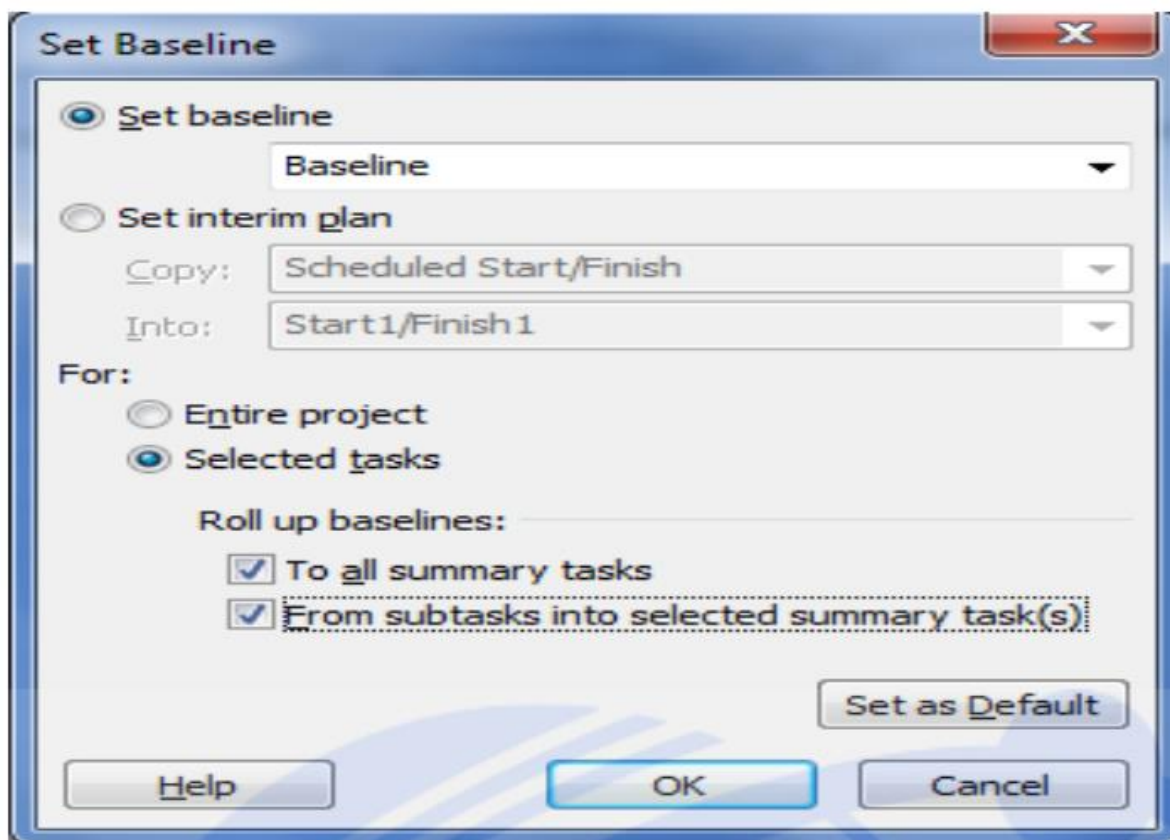 Set Baseline
Set baseline
Baseline
Set interim plan
Copy: Scheduled Start/Finish
Into: Start1/Finish1
For:
Entire project
Selected tasks
Roll up baselines:
To all summary tasks
From subtasks into selected summary task(s)
Set as Default
Help OK Cancel